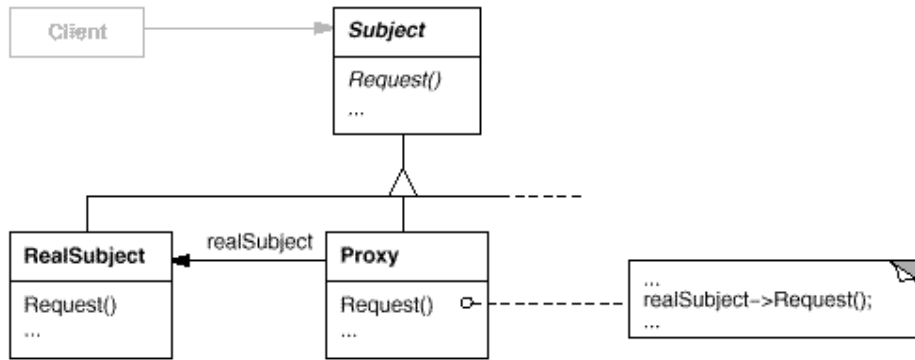 Client
Subject
Request()
...
RealSubject
Request()
...
realSubject
Proxy
Request()
...
...
realSubject->Request();
...